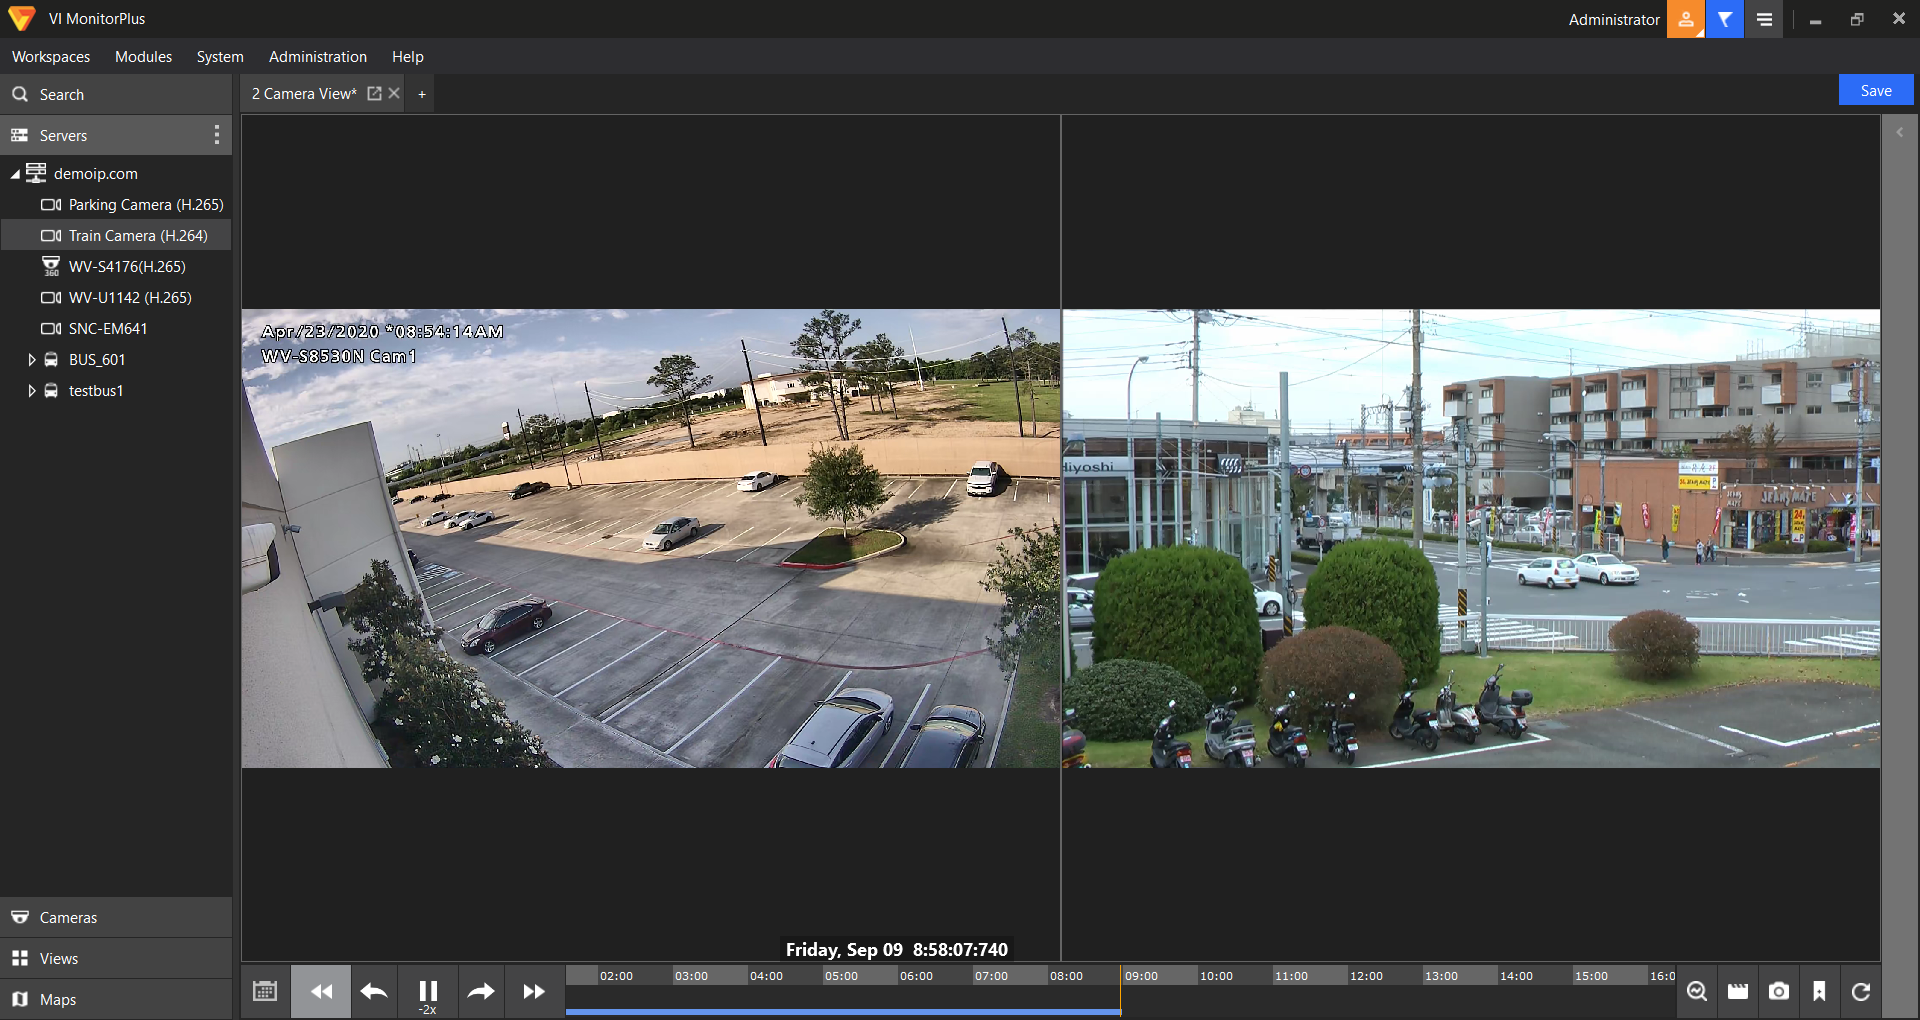 VI MonitorPlus
Administrator
Workspaces Modules System Administration Help
Search
2 Camera View* +
Save
Servers
demoip.com
Parking Camera (H.265)
Train Camera (H.264)
360
WV-S4176(H.265)
WV-U1142 (H.265)
SNC-EM641
BUS_601
testbus1
Apr/23/2020 *08:54:14AM
WV-S8530N Cam1
Hiyoshi
JEANS MATE
JEANS
MATE
24
Cameras
Views
Maps
Friday, Sep 09 8:58:07:740
-2x
02:00 03:00 04:00 05:00 06:00 07:00 08:00 09:00 10:00 11:00 12:00 13:00 14:00 15:00 16:0